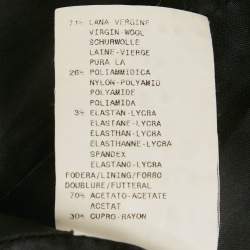 71% LANA VERGINE
VIRGIN-WOOL
SCHURWOLLE
LAINE-VIERGE
PURA LA
26% POLIAMMIDICA
NYLON-POLYAMID
POLYAMIDE
POLIAMIDA
3% ELASTAN-LYCRA
ELASTANE-LYCRA
ELASTHAN-LYCRA
ELASTHANNE-LYCRA
SPANDEX
ELASTANO-LYCRA
FODERA/LINING/FORRO
DOUBLURE/FUTTERAL
70% ACETATO-ACETATE
ACETAT
30% CUPRO-RAYON